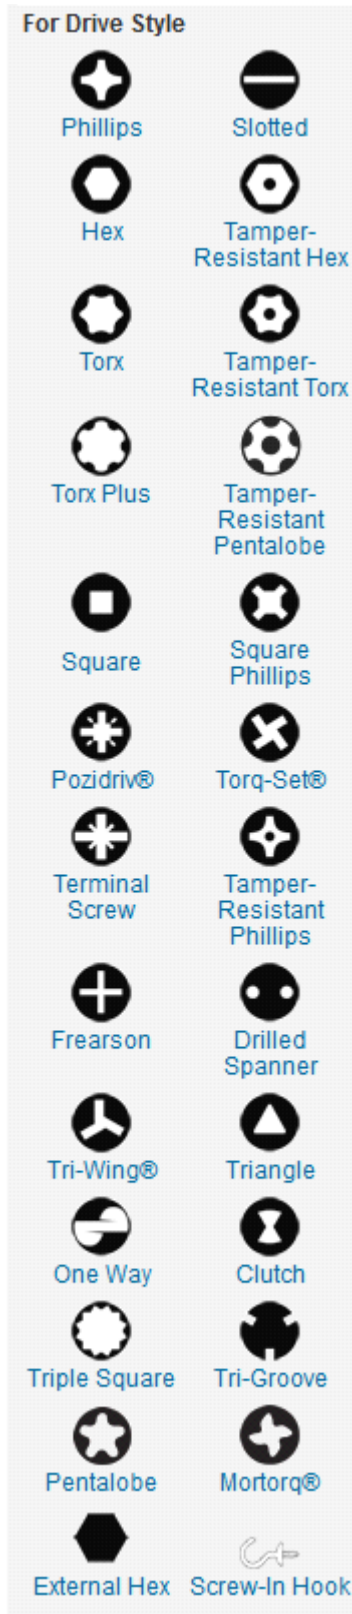 For Drive Style
Phillips
Slotted
Hex
Tamper-
Resistant Hex
Torx
Tamper-
Resistant Torx
Torx Plus
Tamper-
Resistant
Pentalobe
Square
Square
Phillips
Pozidriv®
Torq-Set®
Terminal
Screw
Tamper-
Resistant
Phillips
Frearson
Drilled
Spanner
Tri-Wing®
Triangle
One Way
Clutch
Triple Square
Tri-Groove
Pentalobe
Mortorq®
External Hex
Screw-In Hook